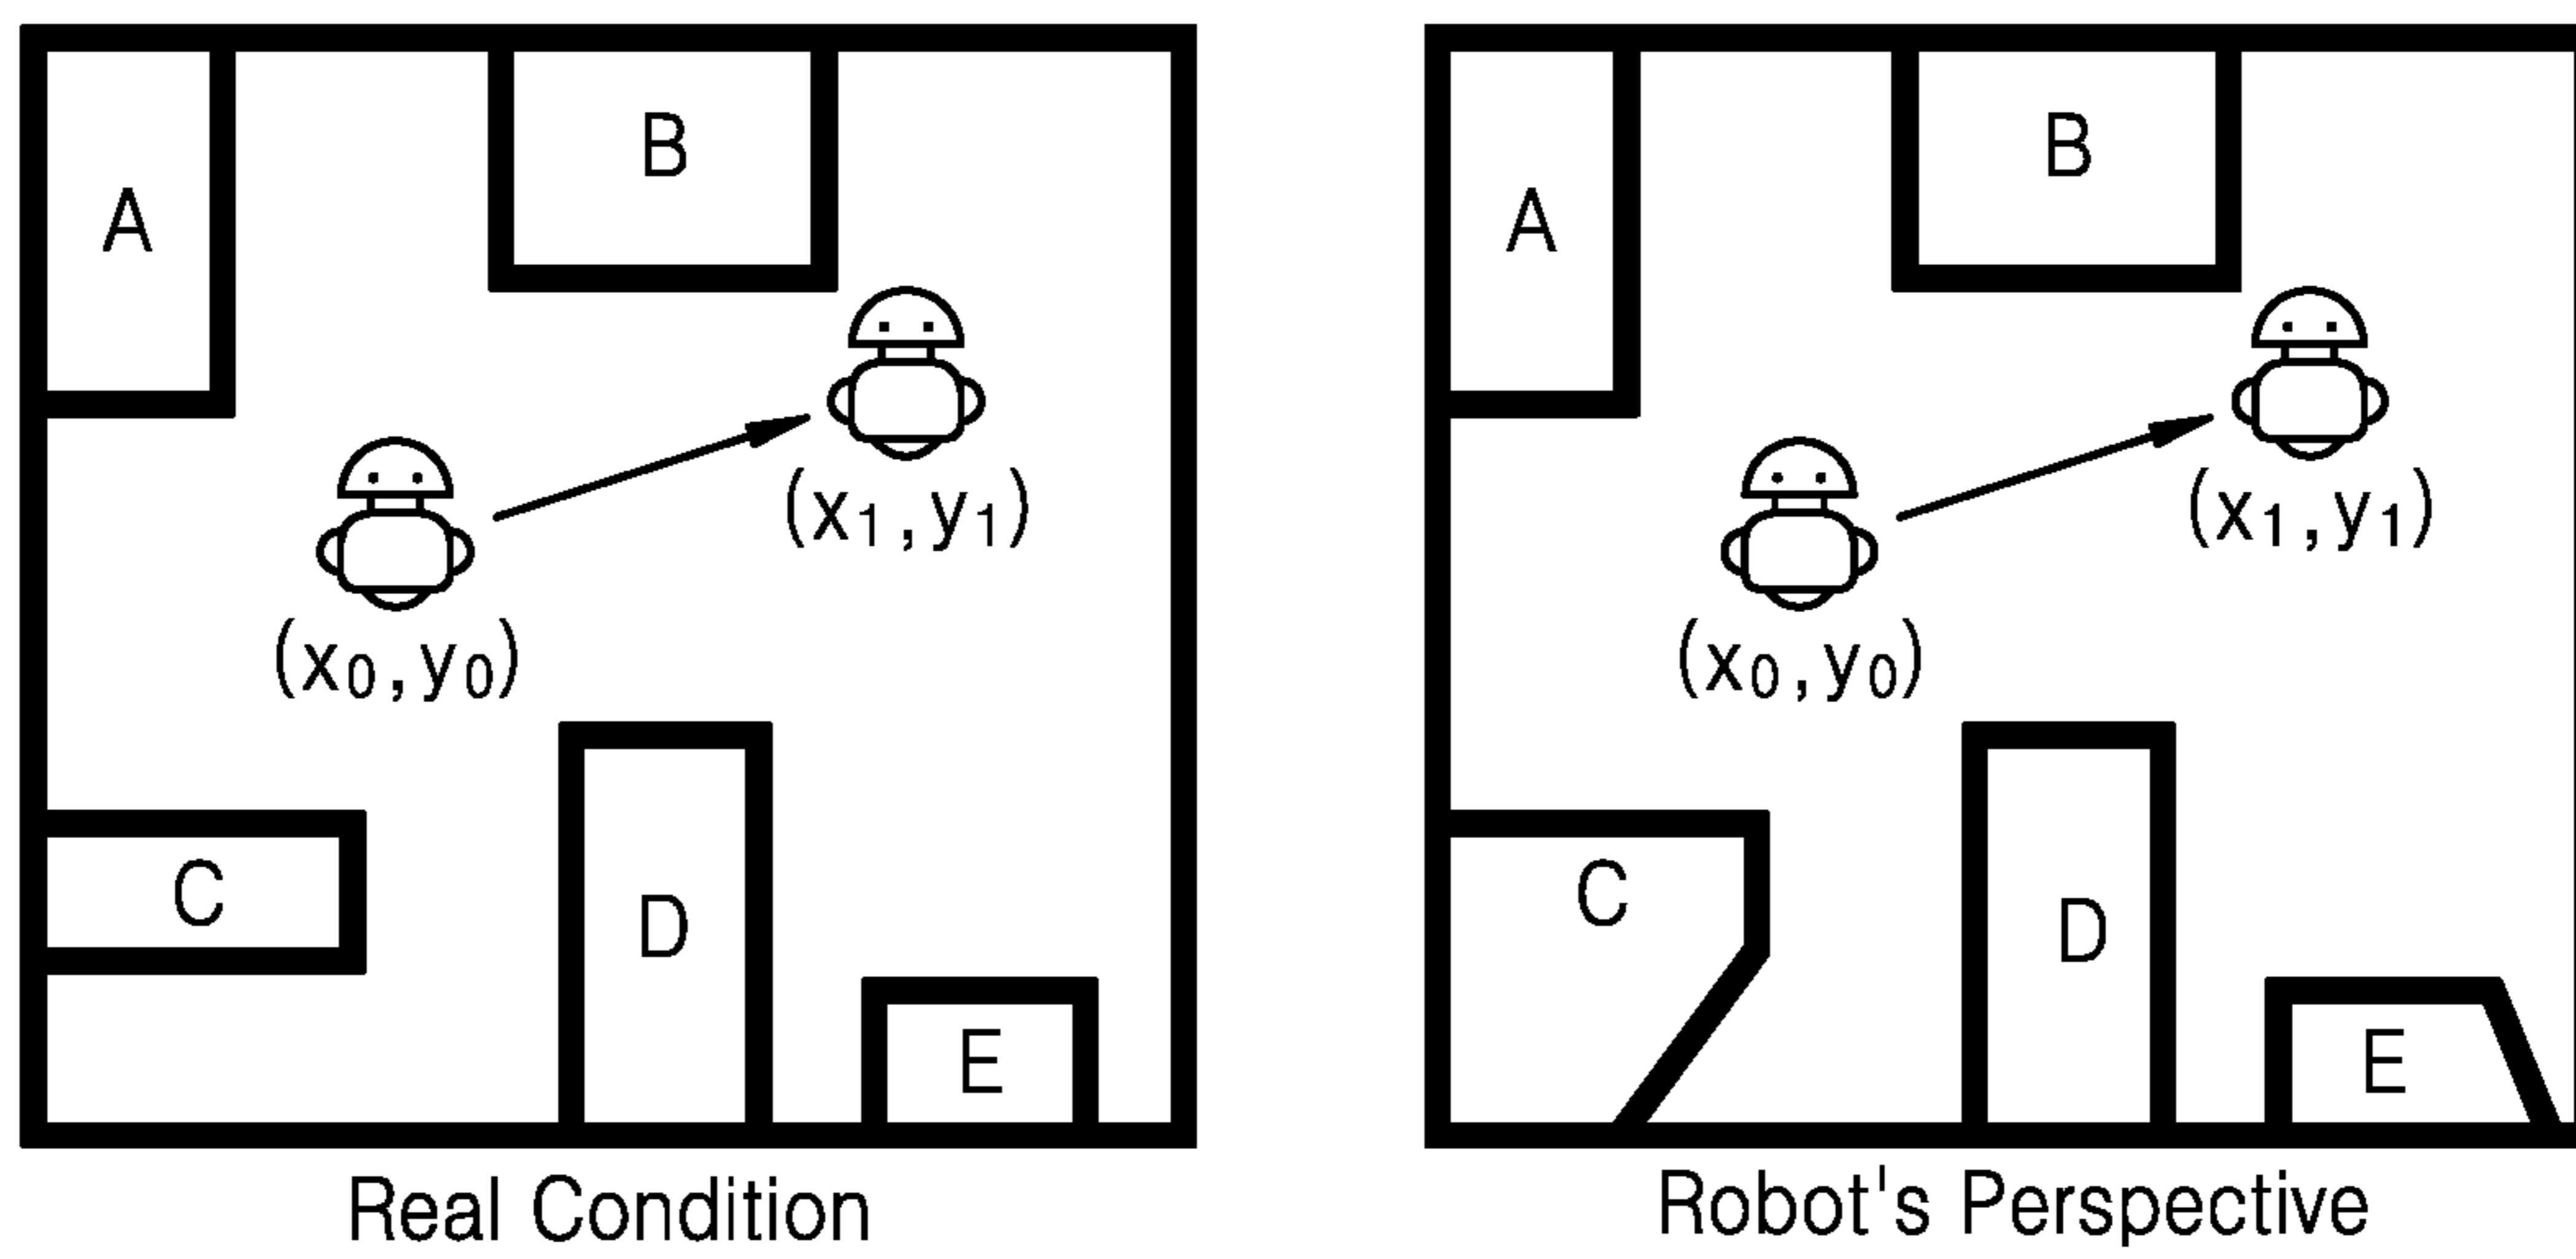 A
B
(x₁,y₁)
(x₀,y₀)
C
D
E
Real Condition
A
B
(x₁,y₁)
(x₀,y₀)
C
D
E
Robot's Perspective